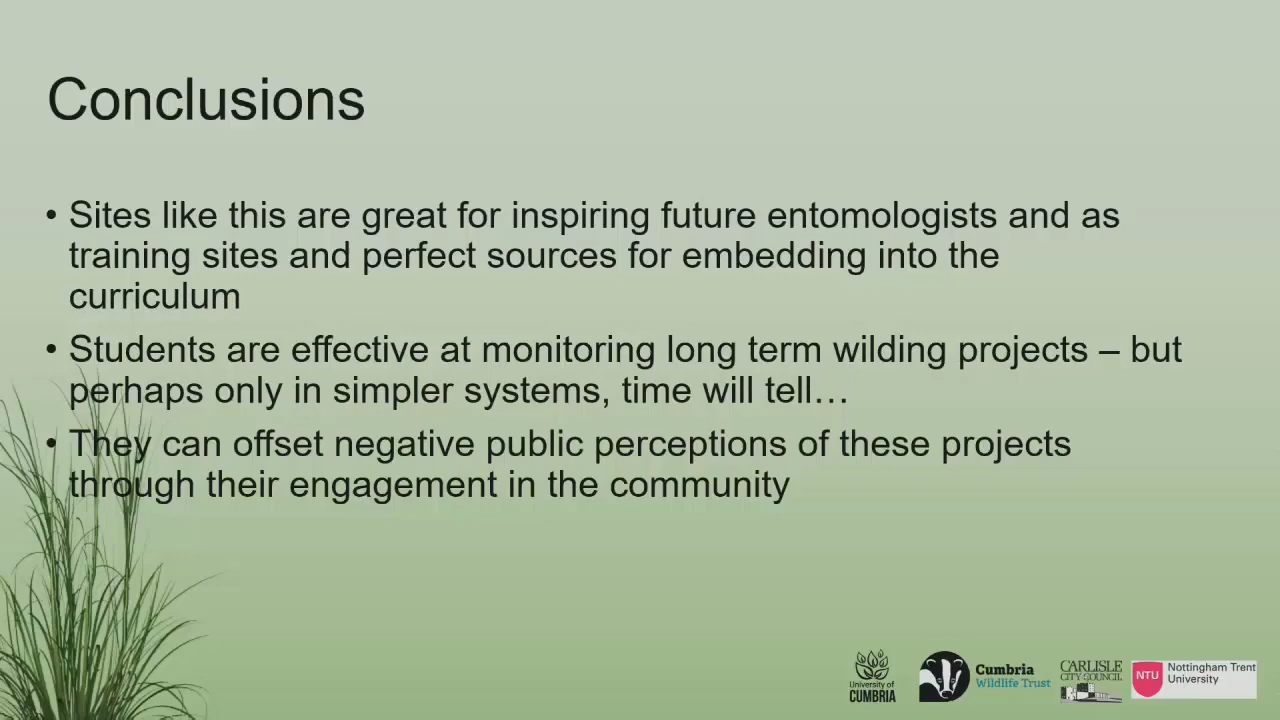 Conclusions
• Sites like this are great for inspiring future entomologists and as
training sites and perfect sources for embedding into the
curriculum
• Students are effective at monitoring long term wilding projects – but
perhaps only in simpler systems, time will tell…
• They can offset negative public perceptions of these projects
through their engagement in the community
University of
CUMBRIA
Cumbria
Wildlife Trust
CARLISLE
CITY COUNCIL
NTU
Nottingham Trent
University